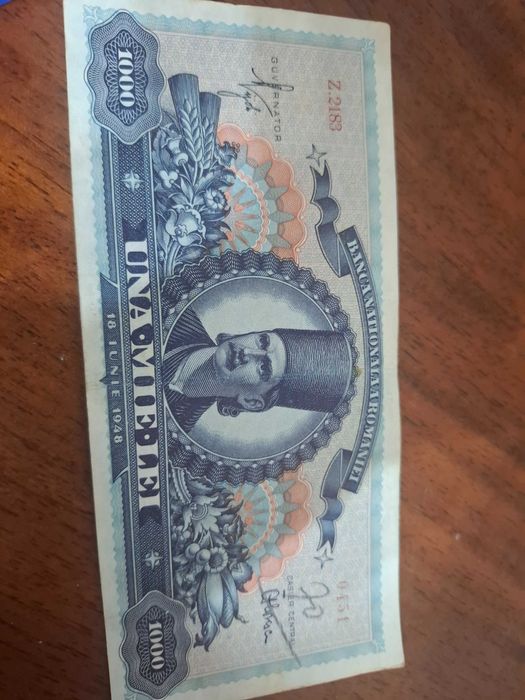 BANCA NATIONALA A ROMANIEI
Z.2183
0451
GUVERNATOR
CASIER CENTRAL
1000
UNA·MIE·LEI
1000
18 IUNIE 1948